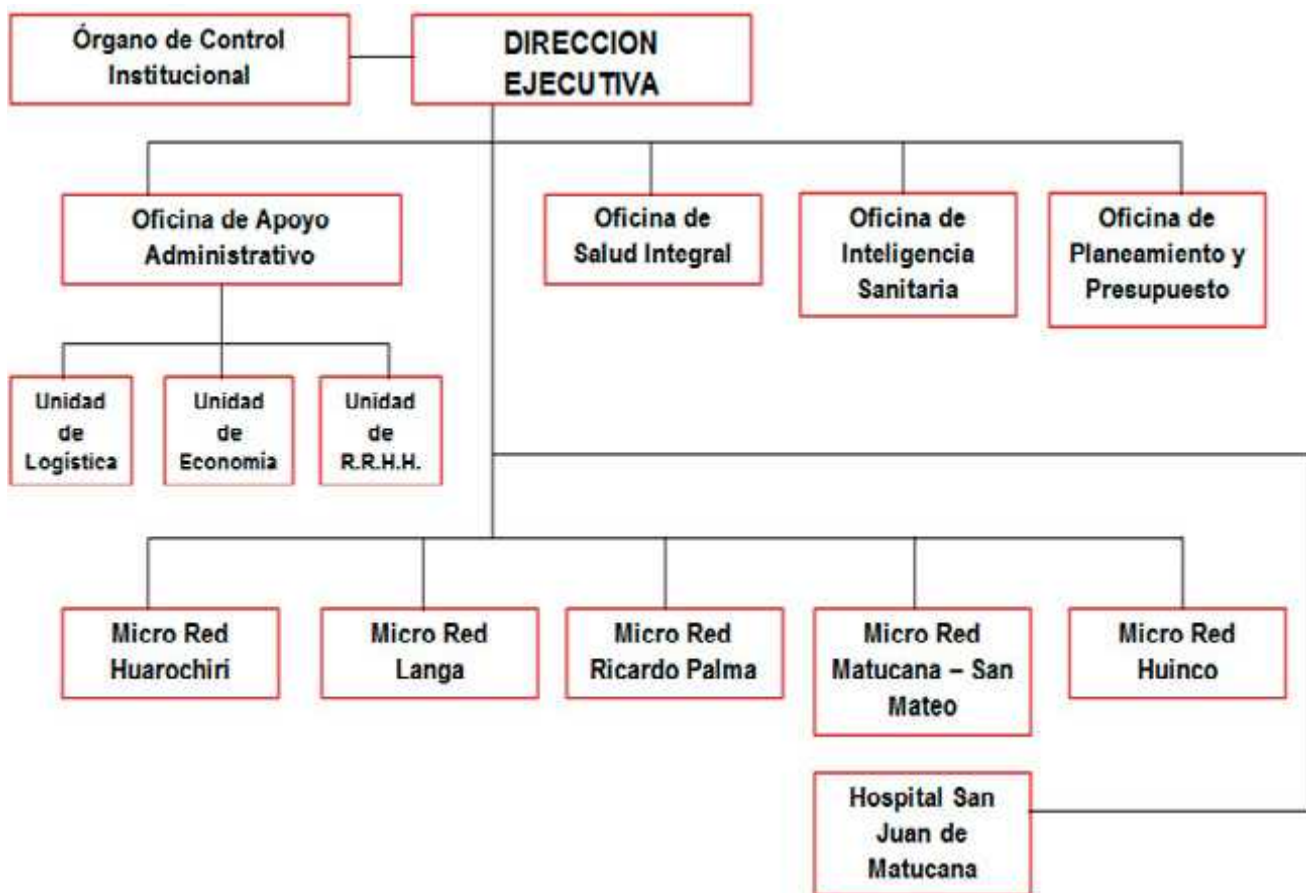 Órgano de Control
Institucional
DIRECCION
EJECUTIVA
Oficina de Apoyo
Administrativo
Oficina de
Salud Integral
Oficina de
Inteligencia
Sanitaria
Oficina de
Planeamiento y
Presupuesto
Unidad
de
Logística
Unidad
de
Economía
Unidad
de
R.R.H.H.
Micro Red
Huarochirí
Micro Red
Langa
Micro Red
Ricardo Palma
Micro Red
Matucana – San
Mateo
Micro Red
Huinco
Hospital San
Juan de
Matucana